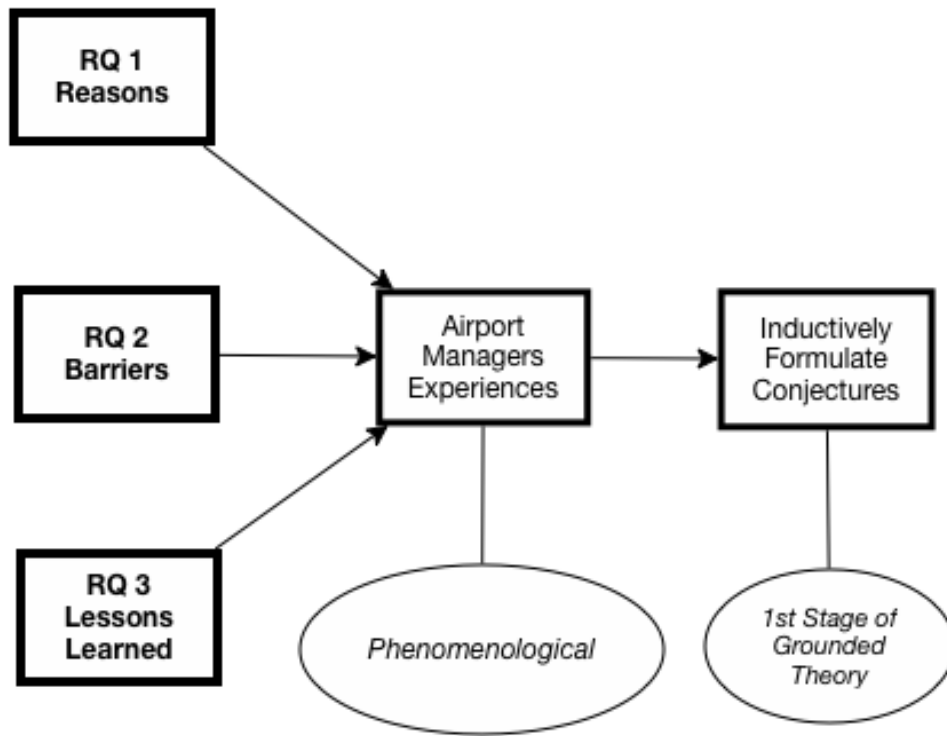 RQ 1
Reasons
RQ 2
Barriers
RQ 3
Lessons
Learned
Airport
Managers
Experiences
Inductively
Formulate
Conjectures
Phenomenological
1st Stage of
Grounded
Theory